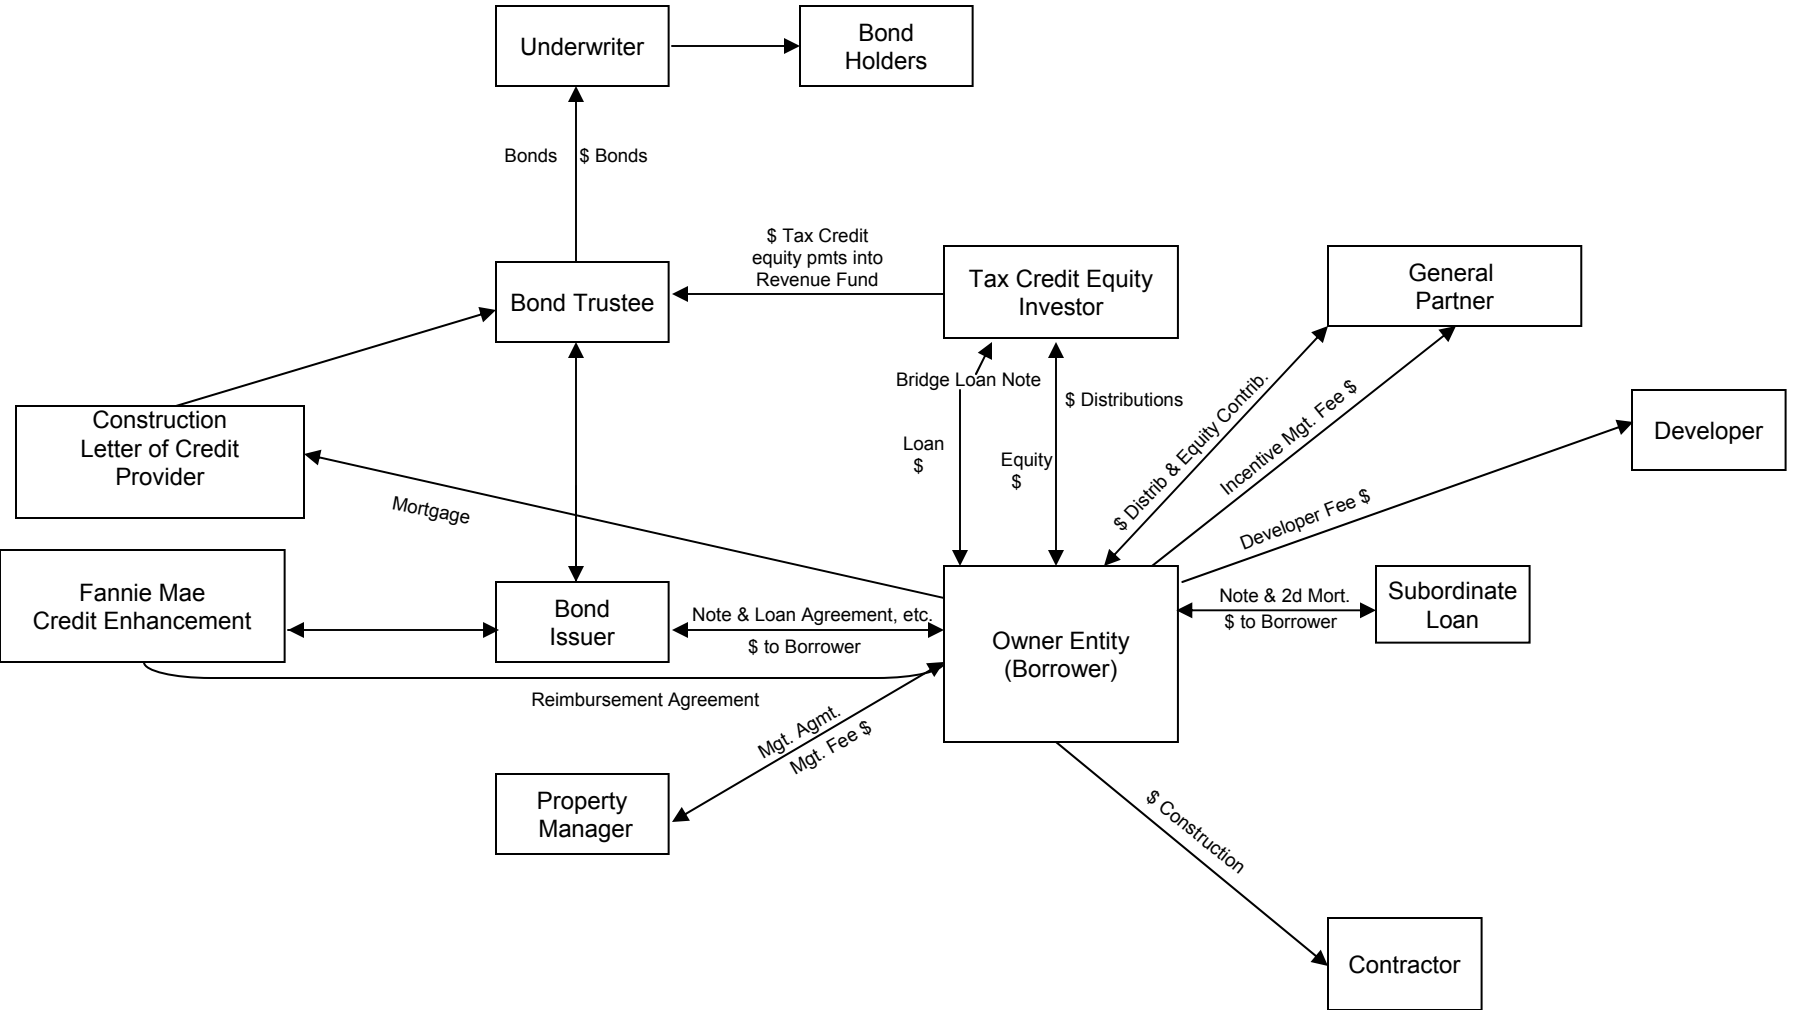 Underwriter
Bond
Holders
Bonds
$ Bonds
$ Tax Credit
equity pmts into
Revenue Fund
Bond Trustee
Tax Credit Equity
Investor
General
Partner
Bridge Loan Note
$ Distributions
$ Distrib & Equity Contrib.
Incentive Mgt. Fee $
Developer
Construction
Letter of Credit
Provider
Loan
$
Equity
$
Mortgage
Developer Fee $
Fannie Mae
Credit Enhancement
Bond
Issuer
Note & Loan Agreement, etc.
$ to Borrower
Owner Entity
(Borrower)
Note & 2d Mort.
$ to Borrower
Subordinate
Loan
Reimbursement Agreement
Mgt. Agmt.
Mgt. Fee $
Property
Manager
$ Construction
Contractor